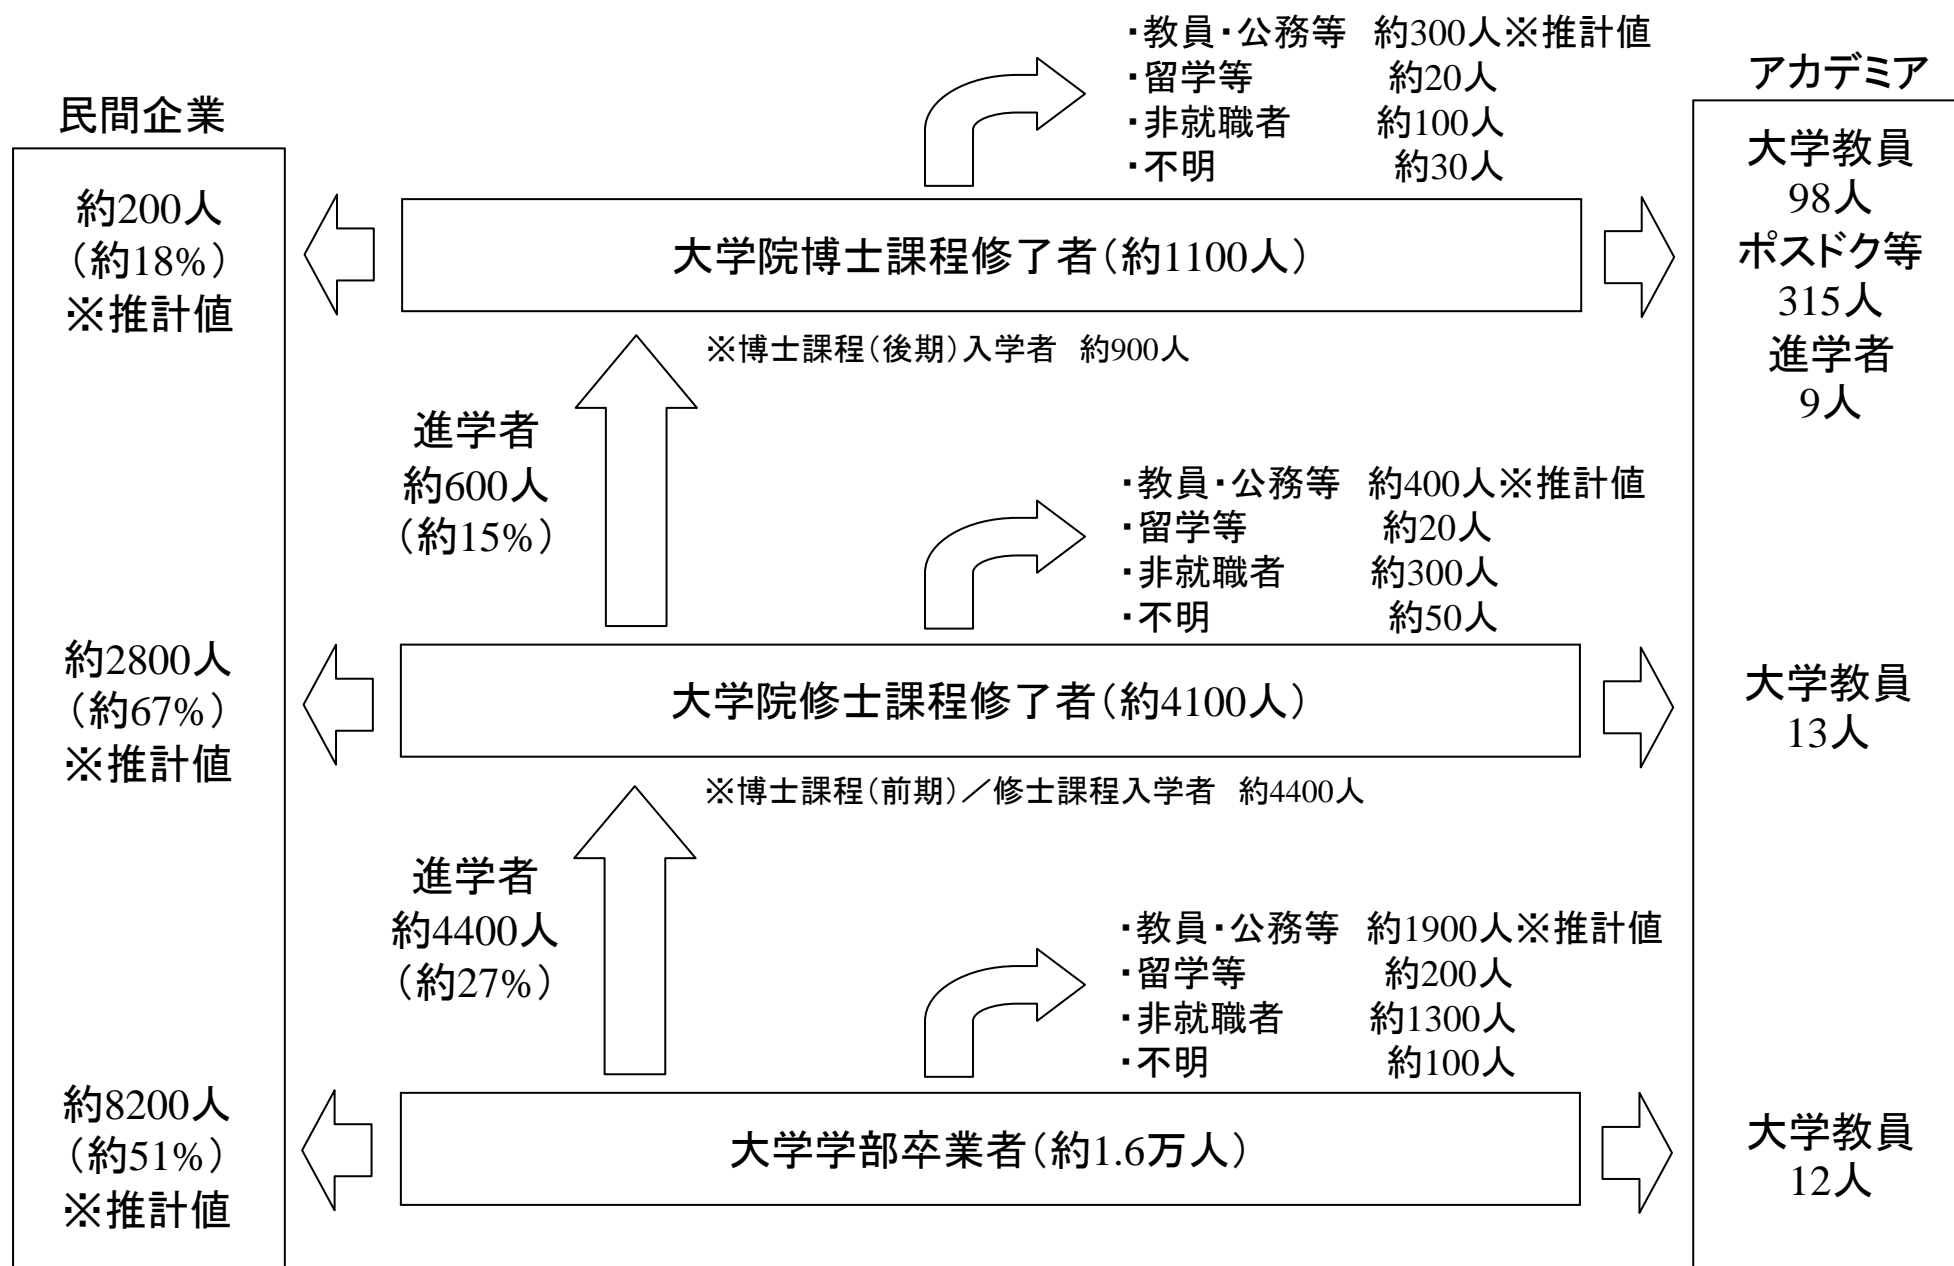 ・教員・公務等 約300人※推計値
・留学等 約20人
・非就職者 約100人
・不明 約30人
民間企業
アカデミア
約200人
（約18%）
※推計値
大学院博士課程修了者（約1100人）
大学教員
98人
ポスドク等
315人
進学者
9人
※博士課程（後期）入学者 約900人
進学者
約600人
（約15%）
・教員・公務等 約400人※推計値
・留学等 約20人
・非就職者 約300人
・不明 約50人
約2800人
（約67%）
※推計値
大学院修士課程修了者（約4100人）
大学教員
13人
※博士課程（前期）／修士課程入学者 約4400人
進学者
約4400人
（約27%）
・教員・公務等 約1900人※推計値
・留学等 約200人
・非就職者 約1300人
・不明 約100人
約8200人
（約51%）
※推計値
大学学部卒業者（約1.6万人）
大学教員
12人